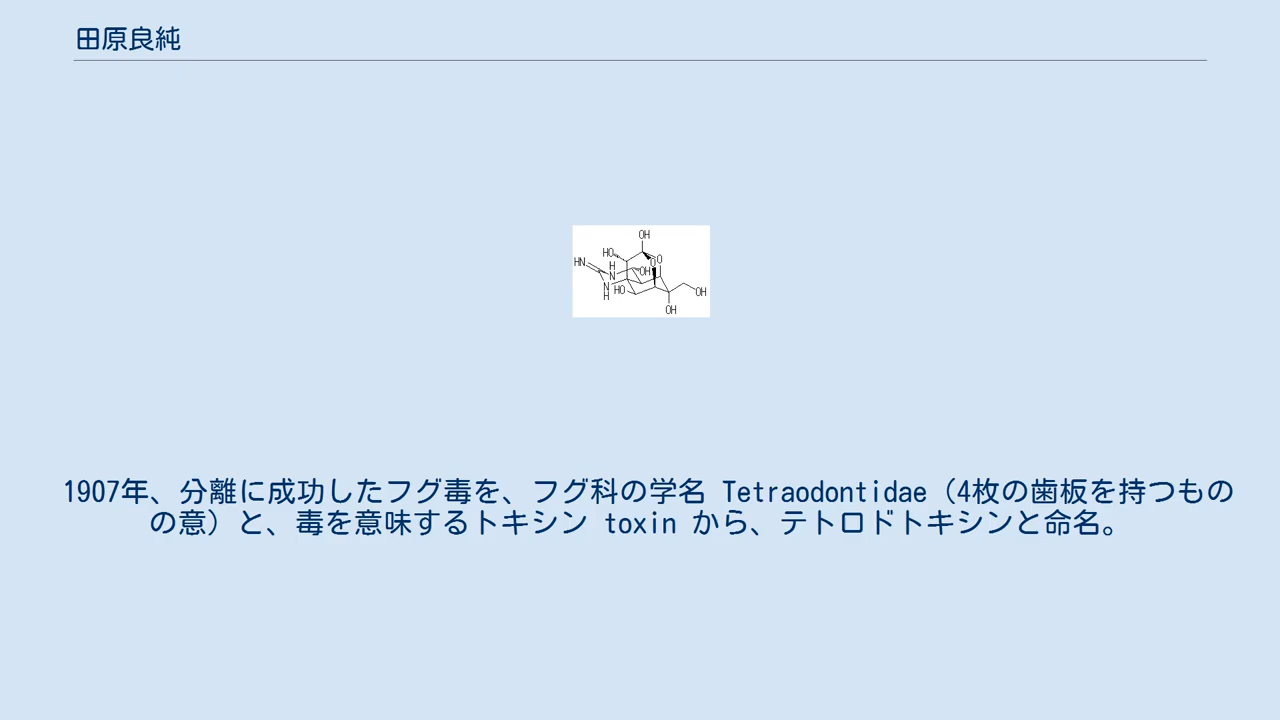 田原良純
OH
HO
O
O
HN
H
N
OH
N
H
HO
OH
OH
1907年、分離に成功したフグ毒を、フグ科の学名 Tetraodontidae（4枚の歯板を持つもの
の意）と、毒を意味するトキシン toxin から、テトロドトキシンと命名。